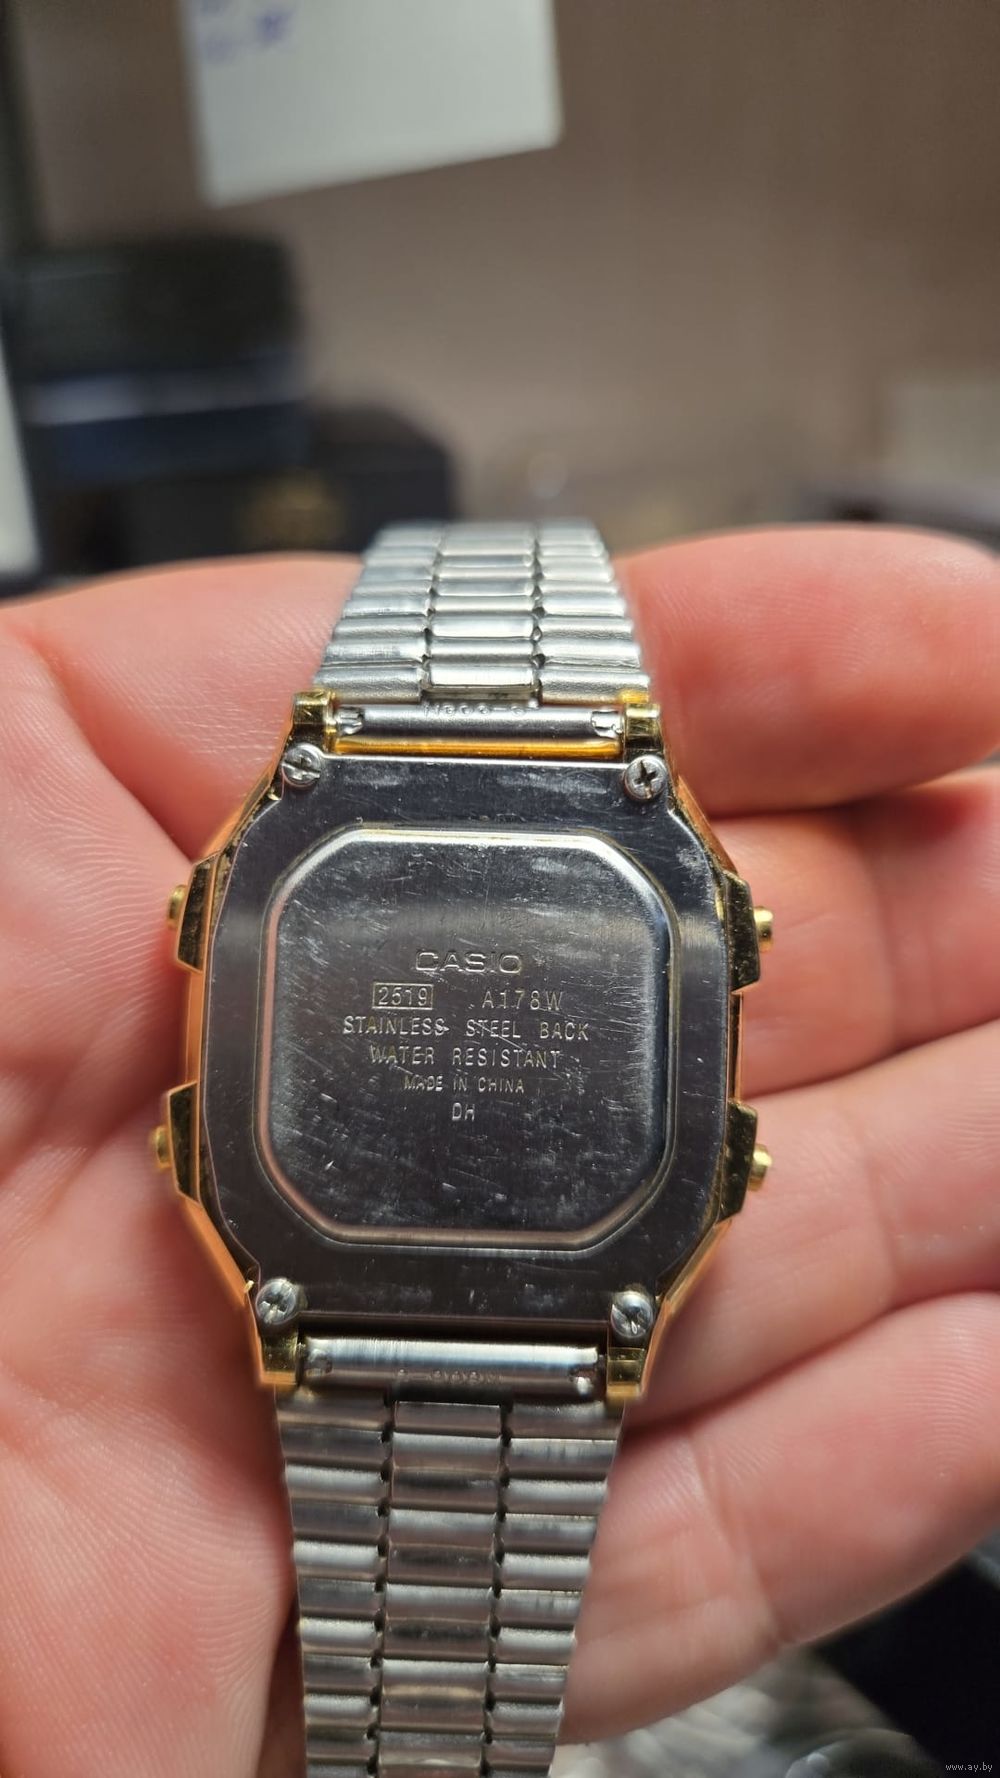 CASIO
2519 A178W
STAINLESS STEEL BACK
WATER RESISTANT
MADE IN CHINA
DH
www.ay.by